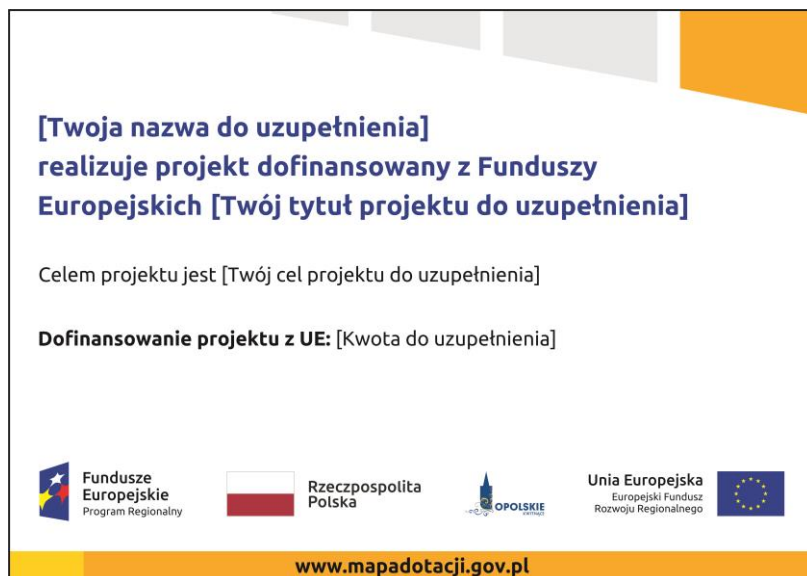 [Twoja nazwa do uzupełnienia]
realizuje projekt dofinansowany z Funduszy
Europejskich [Twój tytuł projektu do uzupełnienia]
Celem projektu jest [Twój cel projektu do uzupełnienia]
Dofinansowanie projektu z UE: [Kwota do uzupełnienia]
Fundusze
Europejskie
Program Regionalny
Rzeczpospolita
Polska
OPOLSKIE
Unia Europejska
Europejski Fundusz
Rozwoju Regionalnego
www.mapadotacji.gov.pl